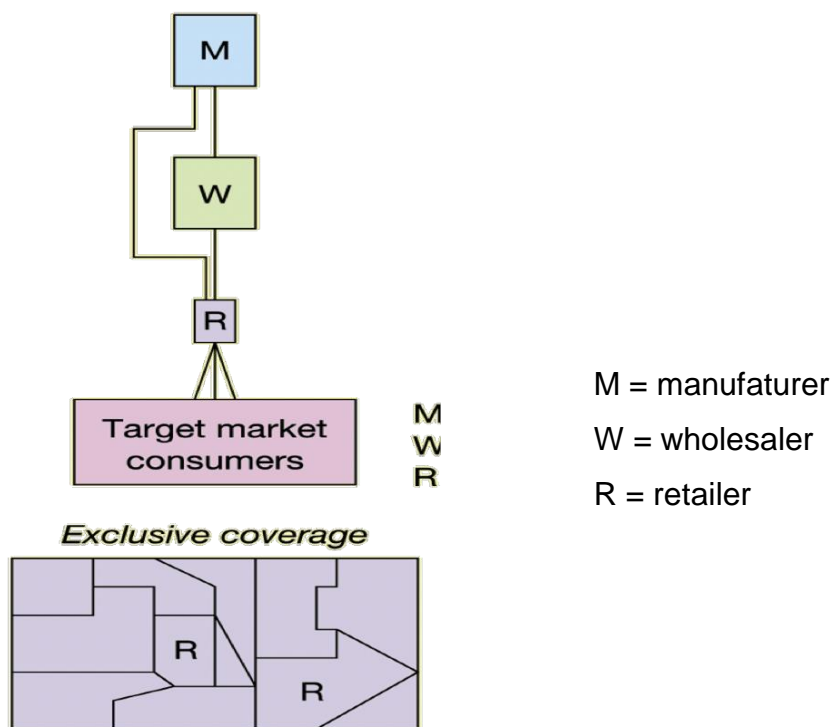 M
W
R
Target market
consumers
M
W
R
M = manufaturer
W = wholesaler
R = retailer
Exclusive coverage
R
R